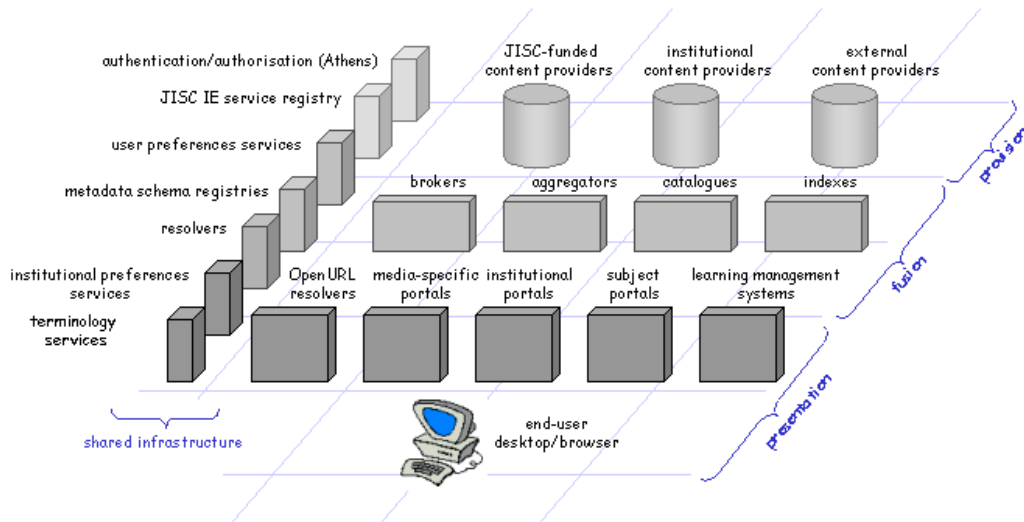 authentication/authorisation (Athens)
JISC IE service registry
user preferences services
metadata schema registries
resolvers
institutional preferences
services
terminology
services
shared infrastructure
JISC-funded
content providers
institutional
content providers
external
content providers
brokers
aggregators
catalogues
indexes
OpenURL
resolvers
media-specific
portals
institutional
portals
subject
portals
learning management
systems
end-user
desktop/browser
provision
fusion
presentation